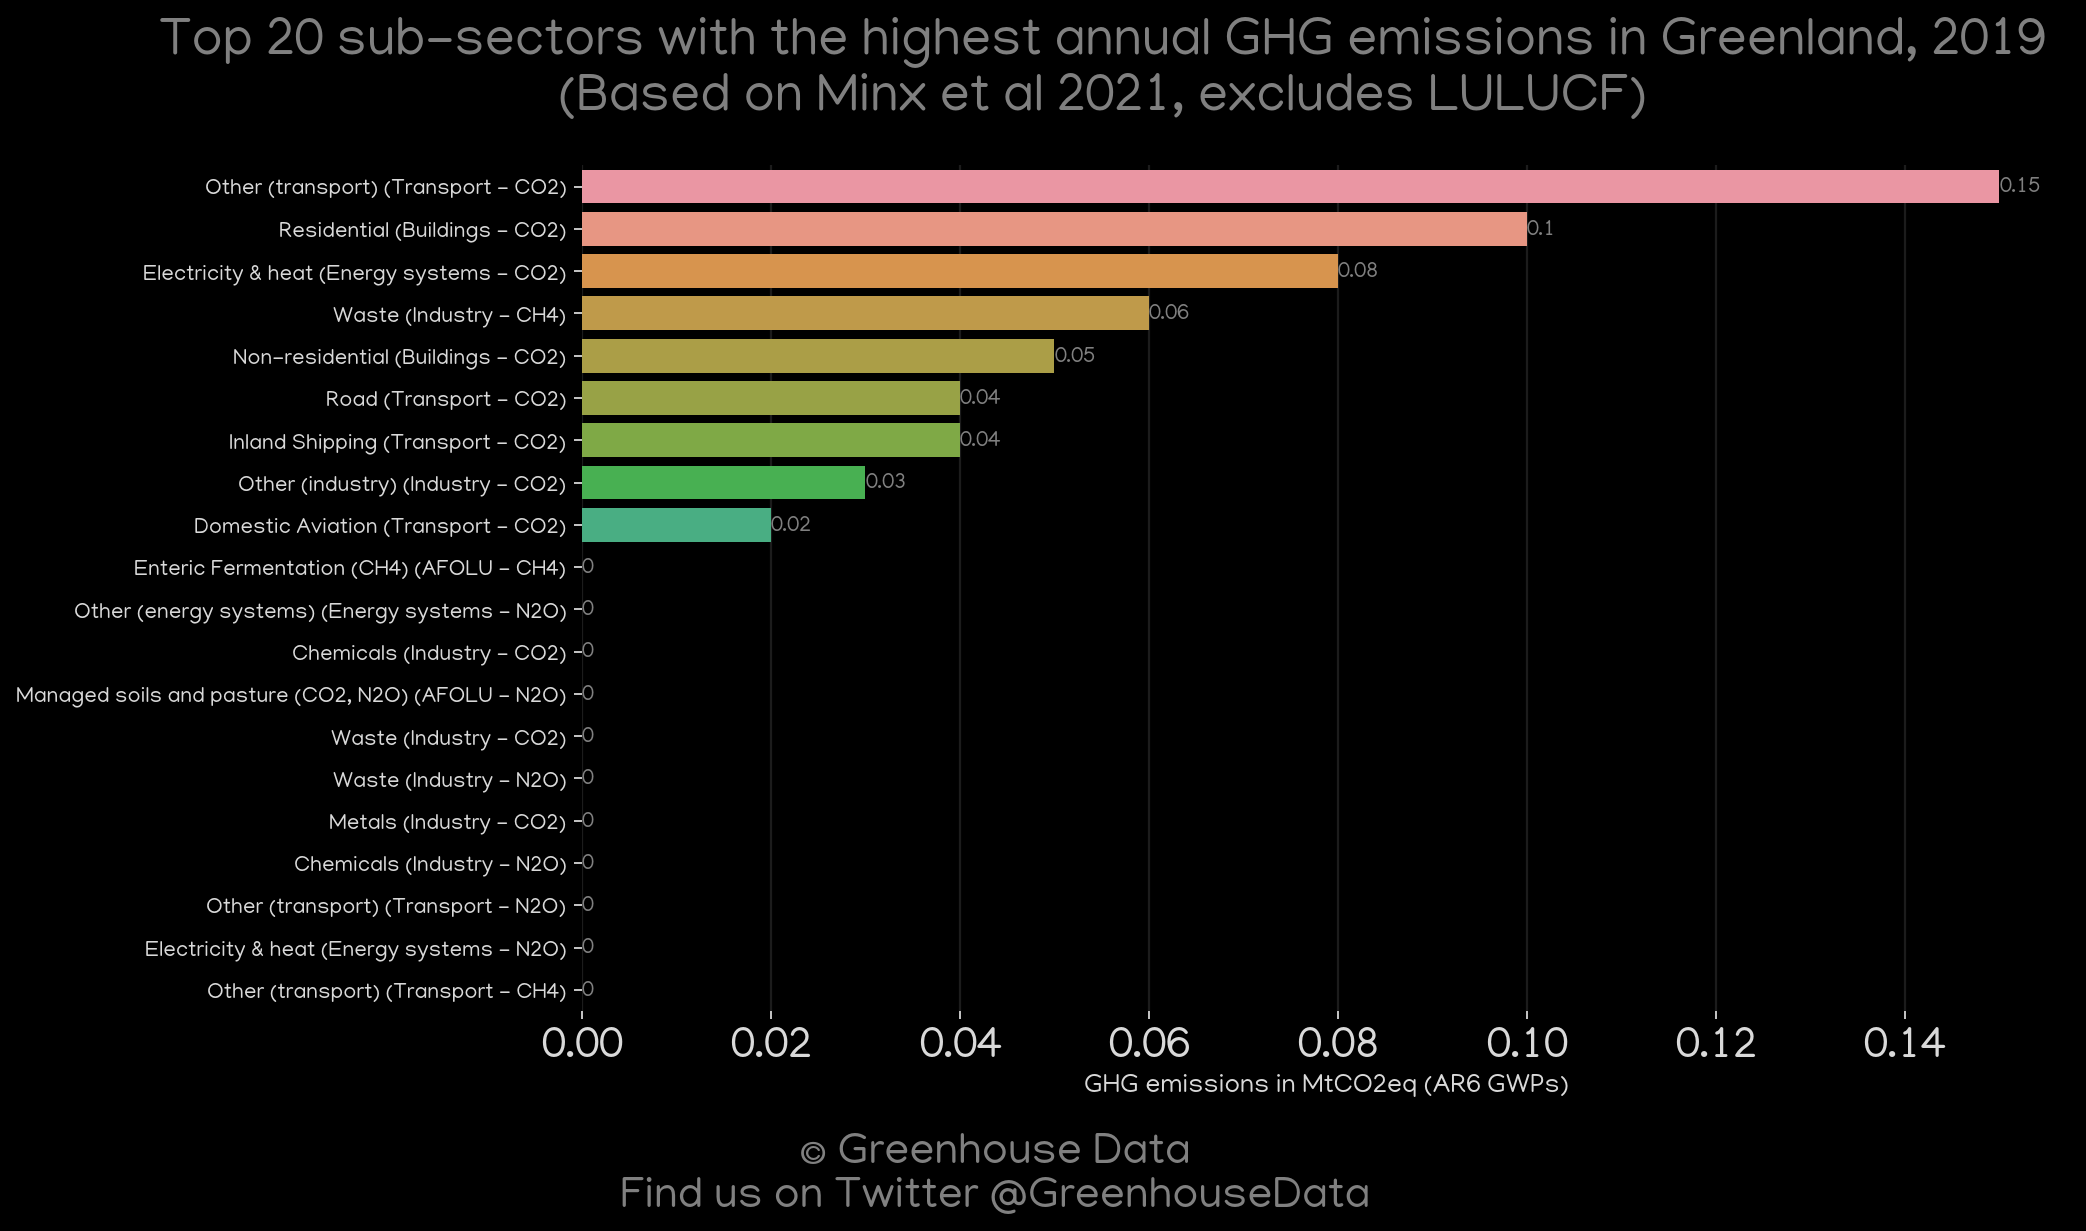 Top 20 sub-sectors with the highest annual GHG emissions in Greenland, 2019
(Based on Minx et al 2021, excludes LULUCF)
Other (transport) (Transport - CO2) 0.15
Residential (Buildings - CO2) 0.1
Electricity & heat (Energy systems - CO2) 0.08
Waste (Industry - CH4) 0.06
Non-residential (Buildings - CO2) 0.05
Road (Transport - CO2) 0.04
Inland Shipping (Transport - CO2) 0.04
Other (industry) (Industry - CO2) 0.03
Domestic Aviation (Transport - CO2) 0.02
Enteric Fermentation (CH4) (AFOLU - CH4) 0
Other (energy systems) (Energy systems - N2O) 0
Chemicals (Industry - CO2) 0
Managed soils and pasture (CO2, N2O) (AFOLU - N2O) 0
Waste (Industry - CO2) 0
Waste (Industry - N2O) 0
Metals (Industry - CO2) 0
Chemicals (Industry - N2O) 0
Other (transport) (Transport - N2O) 0
Electricity & heat (Energy systems - N2O) 0
Other (transport) (Transport - CH4) 0
0.00 0.02 0.04 0.06 0.08 0.10 0.12 0.14
GHG emissions in MtCO2eq (AR6 GWPs)
© Greenhouse Data
Find us on Twitter @GreenhouseData